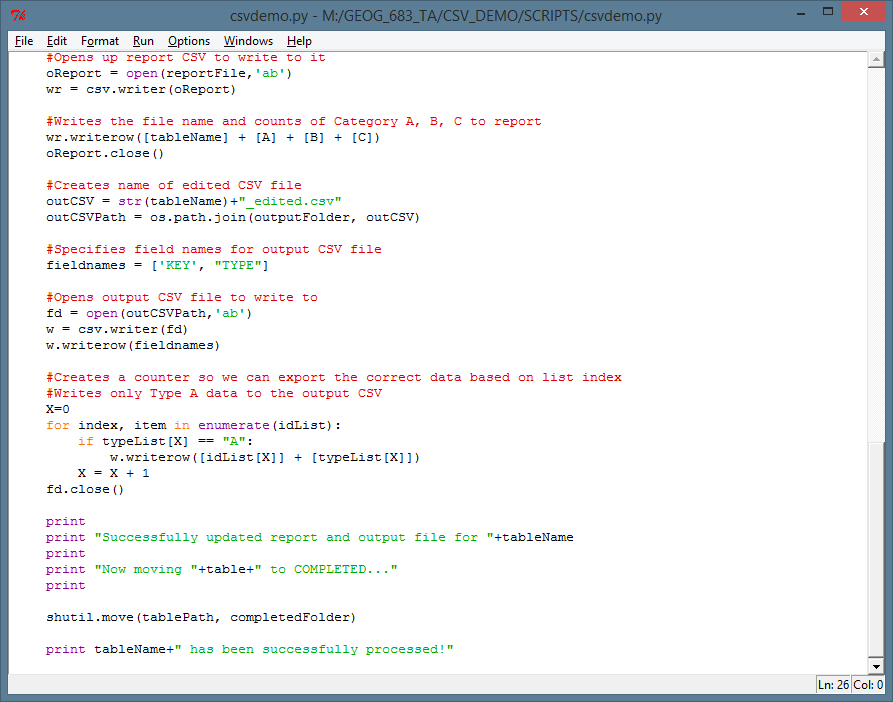 csvdemo.py - M:/GEOG_683_TA/CSV_DEMO/SCRIPTS/csvdemo.py
File Edit Format Run Options Windows Help
#Opens up report CSV to write to it
oReport = open(reportFile,'ab')
wr = csv.writer(oReport)
#Writes the file name and counts of Category A, B, C to report
wr.writerow([tableName] + [A] + [B] + [C])
oReport.close()
#Creates name of edited CSV file
outCSV = str(tableName)+"_edited.csv"
outCSVPath = os.path.join(outputFolder, outCSV)
#Specifies field names for output CSV file
fieldnames = ['KEY', "TYPE"]
#Opens output CSV file to write to
fd = open(outCSVPath,'ab')
w = csv.writer(fd)
w.writerow(fieldnames)
#Creates a counter so we can export the correct data based on list index
#Writes only Type A data to the output CSV
X=0
for index, item in enumerate(idList):
    if typeList[X] == "A":
        w.writerow([idList[X]] + [typeList[X]])
    X = X + 1
fd.close()
print
print "Successfully updated report and output file for "+tableName
print
print "Now moving "+table+" to COMPLETED..."
print
shutil.move(tablePath, completedFolder)
print tableName+" has been successfully processed!"
Ln: 26 Col: 0